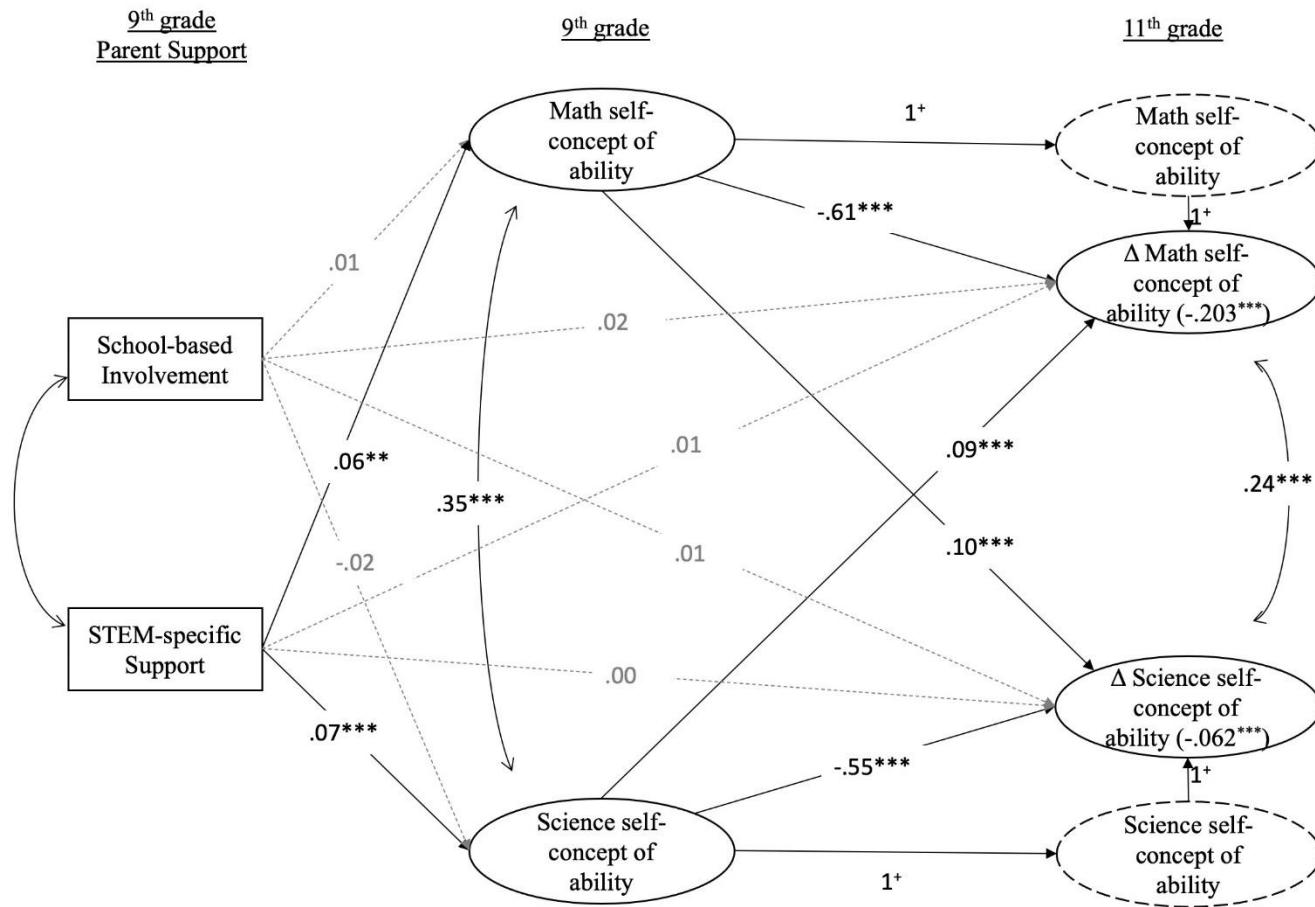 9th grade
Parent Support
9th grade
11th grade
Math self-
concept of
ability
1+
Math self-
concept of
ability
-.61***
1+
Δ Math self-
concept of
ability (-.203***)
.01
.02
School-based
Involvement
.06**
.35***
.01
.09***
.24***
-.02
.01
.10***
STEM-specific
Support
.00
.07***
Δ Science self-
concept of
ability (-.062***)
-.55***
1+
Science self-
concept of
ability
1+
Science self-
concept of
ability